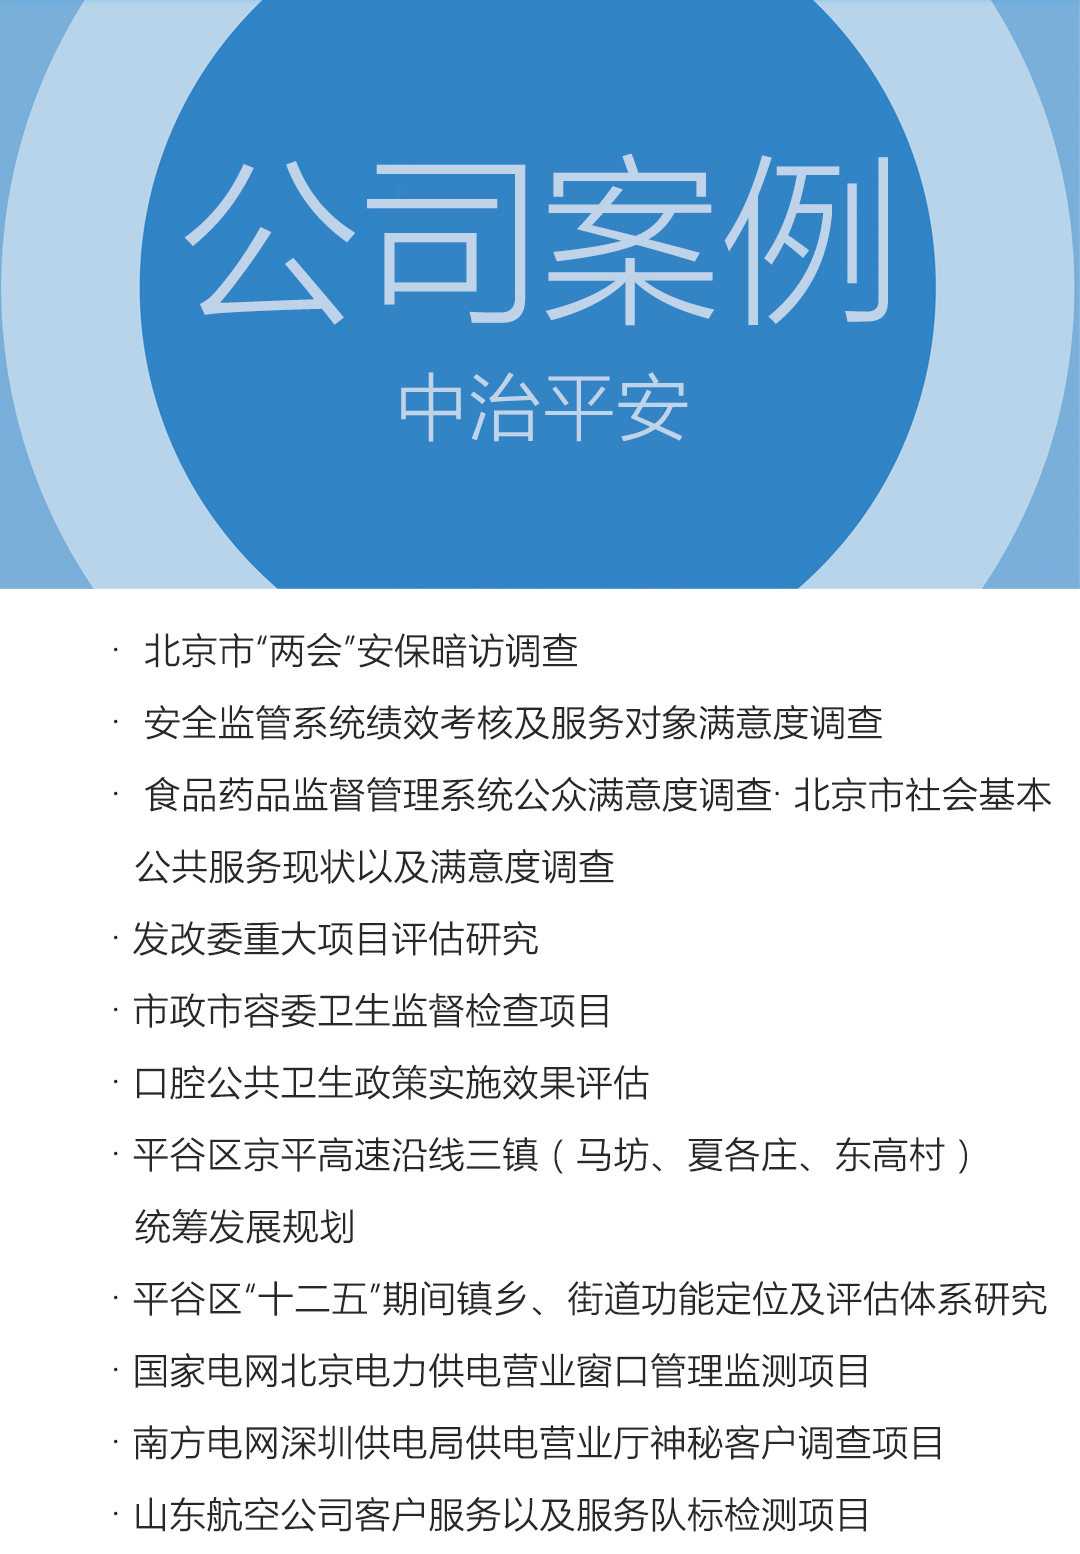 公司案例
中治平安
· 北京市“两会”安保暗访调查
· 安全监管系统绩效考核及服务对象满意度调查
· 食品药品监督管理系统公众满意度调查· 北京市社会基本
公共服务现状以及满意度调查
· 发改委重大项目评估研究
· 市政市容委卫生监督检查项目
· 口腔公共卫生政策实施效果评估
· 平谷区京平高速沿线三镇（马坊、夏各庄、东高村）
统筹发展规划
· 平谷区“十二五”期间镇乡、街道功能定位及评估体系研究
· 国家电网北京电力供电营业窗口管理监测项目
· 南方电网深圳供电局供电营业厅神秘客户调查项目
· 山东航空公司客户服务以及服务队标检测项目